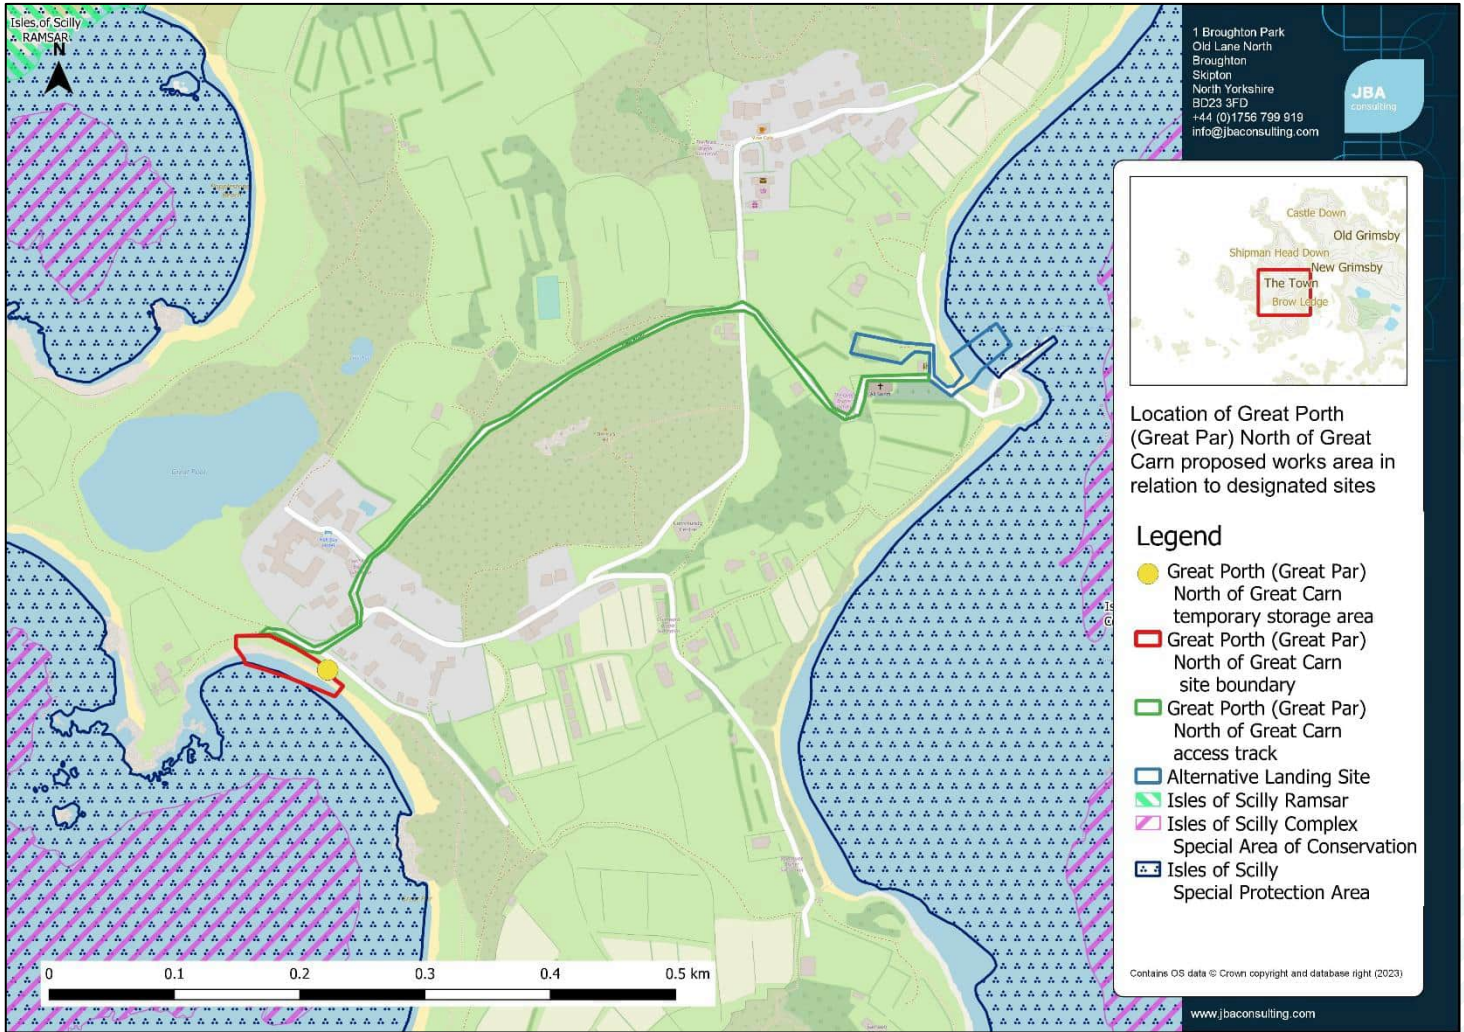 Isles of Scilly
RAMSAR
N
Great Pool
0
0.1
0.2
0.3
0.4
0.5 km
1 Broughton Park
Old Lane North
Broughton
Skipton
North Yorkshire
BD23 3FD
+44 (0)1756 799 919
info@jbaconsulting.com
JBA
consulting
Castle Down
Old Grimsby
Shipman Head Down
New Grimsby
The Town
Brow Ledge
Location of Great Porth
(Great Par) North of Great
Carn proposed works area in
relation to designated sites
Legend
Great Porth (Great Par)
North of Great Carn
temporary storage area
Great Porth (Great Par)
North of Great Carn
site boundary
Great Porth (Great Par)
North of Great Carn
access track
Alternative Landing Site
Isles of Scilly Ramsar
Isles of Scilly Complex
Special Area of Conservation
Isles of Scilly
Special Protection Area
Contains OS data © Crown copyright and database right (2023)
www.jbaconsulting.com